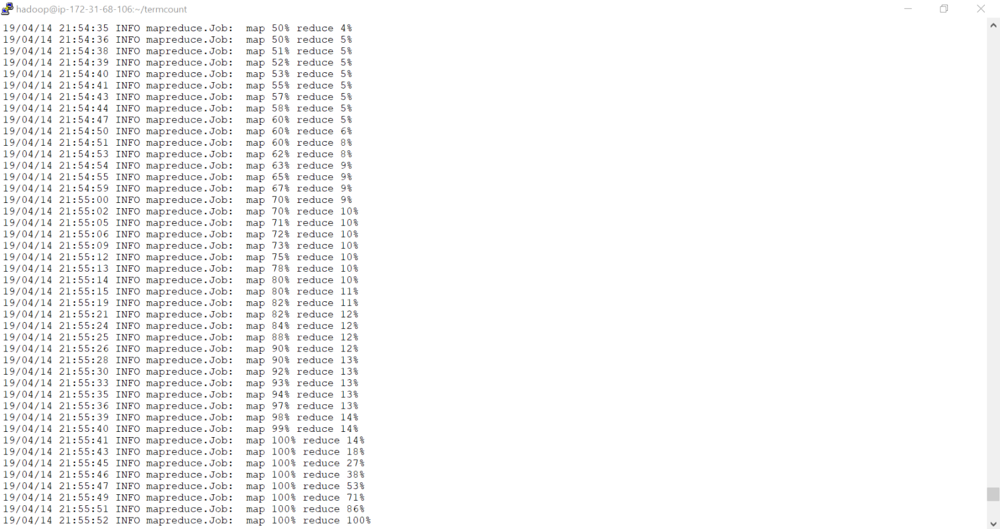 hadoop@ip-172-31-68-106:~/termcount
19/04/14 21:54:35 INFO mapreduce.Job:  map 50% reduce 4%
19/04/14 21:54:36 INFO mapreduce.Job:  map 50% reduce 5%
19/04/14 21:54:38 INFO mapreduce.Job:  map 51% reduce 5%
19/04/14 21:54:39 INFO mapreduce.Job:  map 52% reduce 5%
19/04/14 21:54:40 INFO mapreduce.Job:  map 53% reduce 5%
19/04/14 21:54:41 INFO mapreduce.Job:  map 55% reduce 5%
19/04/14 21:54:43 INFO mapreduce.Job:  map 57% reduce 5%
19/04/14 21:54:44 INFO mapreduce.Job:  map 58% reduce 5%
19/04/14 21:54:47 INFO mapreduce.Job:  map 60% reduce 5%
19/04/14 21:54:50 INFO mapreduce.Job:  map 60% reduce 6%
19/04/14 21:54:51 INFO mapreduce.Job:  map 60% reduce 8%
19/04/14 21:54:53 INFO mapreduce.Job:  map 62% reduce 8%
19/04/14 21:54:54 INFO mapreduce.Job:  map 63% reduce 9%
19/04/14 21:54:55 INFO mapreduce.Job:  map 65% reduce 9%
19/04/14 21:54:59 INFO mapreduce.Job:  map 67% reduce 9%
19/04/14 21:55:00 INFO mapreduce.Job:  map 70% reduce 9%
19/04/14 21:55:02 INFO mapreduce.Job:  map 70% reduce 10%
19/04/14 21:55:05 INFO mapreduce.Job:  map 71% reduce 10%
19/04/14 21:55:06 INFO mapreduce.Job:  map 72% reduce 10%
19/04/14 21:55:09 INFO mapreduce.Job:  map 73% reduce 10%
19/04/14 21:55:12 INFO mapreduce.Job:  map 75% reduce 10%
19/04/14 21:55:13 INFO mapreduce.Job:  map 78% reduce 10%
19/04/14 21:55:14 INFO mapreduce.Job:  map 80% reduce 10%
19/04/14 21:55:15 INFO mapreduce.Job:  map 80% reduce 11%
19/04/14 21:55:19 INFO mapreduce.Job:  map 82% reduce 11%
19/04/14 21:55:21 INFO mapreduce.Job:  map 82% reduce 12%
19/04/14 21:55:24 INFO mapreduce.Job:  map 84% reduce 12%
19/04/14 21:55:25 INFO mapreduce.Job:  map 88% reduce 12%
19/04/14 21:55:26 INFO mapreduce.Job:  map 90% reduce 12%
19/04/14 21:55:28 INFO mapreduce.Job:  map 90% reduce 13%
19/04/14 21:55:30 INFO mapreduce.Job:  map 92% reduce 13%
19/04/14 21:55:33 INFO mapreduce.Job:  map 93% reduce 13%
19/04/14 21:55:35 INFO mapreduce.Job:  map 94% reduce 13%
19/04/14 21:55:36 INFO mapreduce.Job:  map 97% reduce 13%
19/04/14 21:55:39 INFO mapreduce.Job:  map 98% reduce 14%
19/04/14 21:55:40 INFO mapreduce.Job:  map 99% reduce 14%
19/04/14 21:55:41 INFO mapreduce.Job:  map 100% reduce 14%
19/04/14 21:55:43 INFO mapreduce.Job:  map 100% reduce 18%
19/04/14 21:55:45 INFO mapreduce.Job:  map 100% reduce 27%
19/04/14 21:55:46 INFO mapreduce.Job:  map 100% reduce 38%
19/04/14 21:55:47 INFO mapreduce.Job:  map 100% reduce 53%
19/04/14 21:55:49 INFO mapreduce.Job:  map 100% reduce 71%
19/04/14 21:55:51 INFO mapreduce.Job:  map 100% reduce 86%
19/04/14 21:55:52 INFO mapreduce.Job:  map 100% reduce 100%